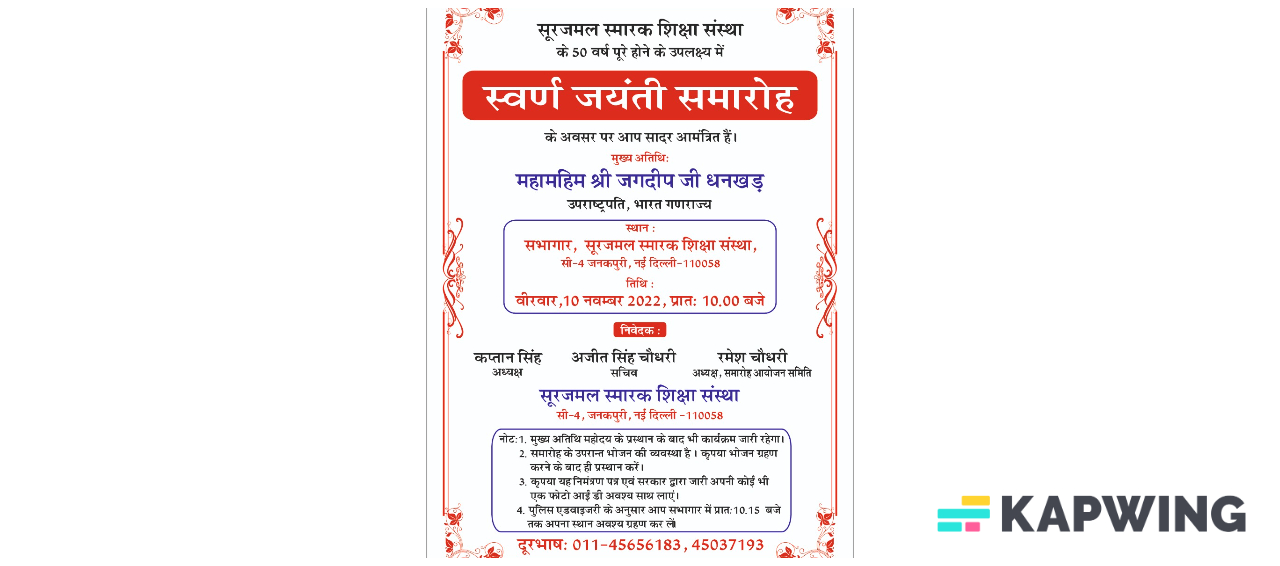 सूरजमल स्मारक शिक्षा संस्था
के 50 वर्ष पूरे होने के उपलक्ष्य में
स्वर्ण जयंती समारोह
के अवसर पर आप सादर आमंत्रित हैं।
मुख्य अतिथि:
महामहिम श्री जगदीप जी धनखड़
उपराष्ट्रपति, भारत गणराज्य
स्थान :
सभागार, सूरजमल स्मारक शिक्षा संस्था,
सी-4 जनकपुरी, नई दिल्ली-110058
तिथि :
वीरवार,10 नवम्बर 2022, प्रात: 10.00 बजे
निवेदक :
कप्तान सिंह अजीत सिंह चौधरी रमेश चौधरी
अध्यक्ष सचिव अध्यक्ष, समारोह आयोजन समिति
सूरजमल स्मारक शिक्षा संस्था
सी-4, जनकपुरी, नई दिल्ली -110058
नोट:1. मुख्य अतिथि महोदय के प्रस्थान के बाद भी कार्यक्रम जारी रहेगा।
2. समारोह के उपरान्त भोजन की व्यवस्था है । कृपया भोजन ग्रहण
करने के बाद ही प्रस्थान करें।
3. कृपया यह निमंत्रण पत्र एवं सरकार द्वारा जारी अपनी कोई भी
एक फोटो आई डी अवश्य साथ लाएं।
4. पुलिस एडवाइजरी के अनुसार आप सभागार में प्रात:10.15 बजे
तक अपना स्थान अवश्य ग्रहण कर लें।
दूरभाष: 011-45656183, 45037193
KAPWING